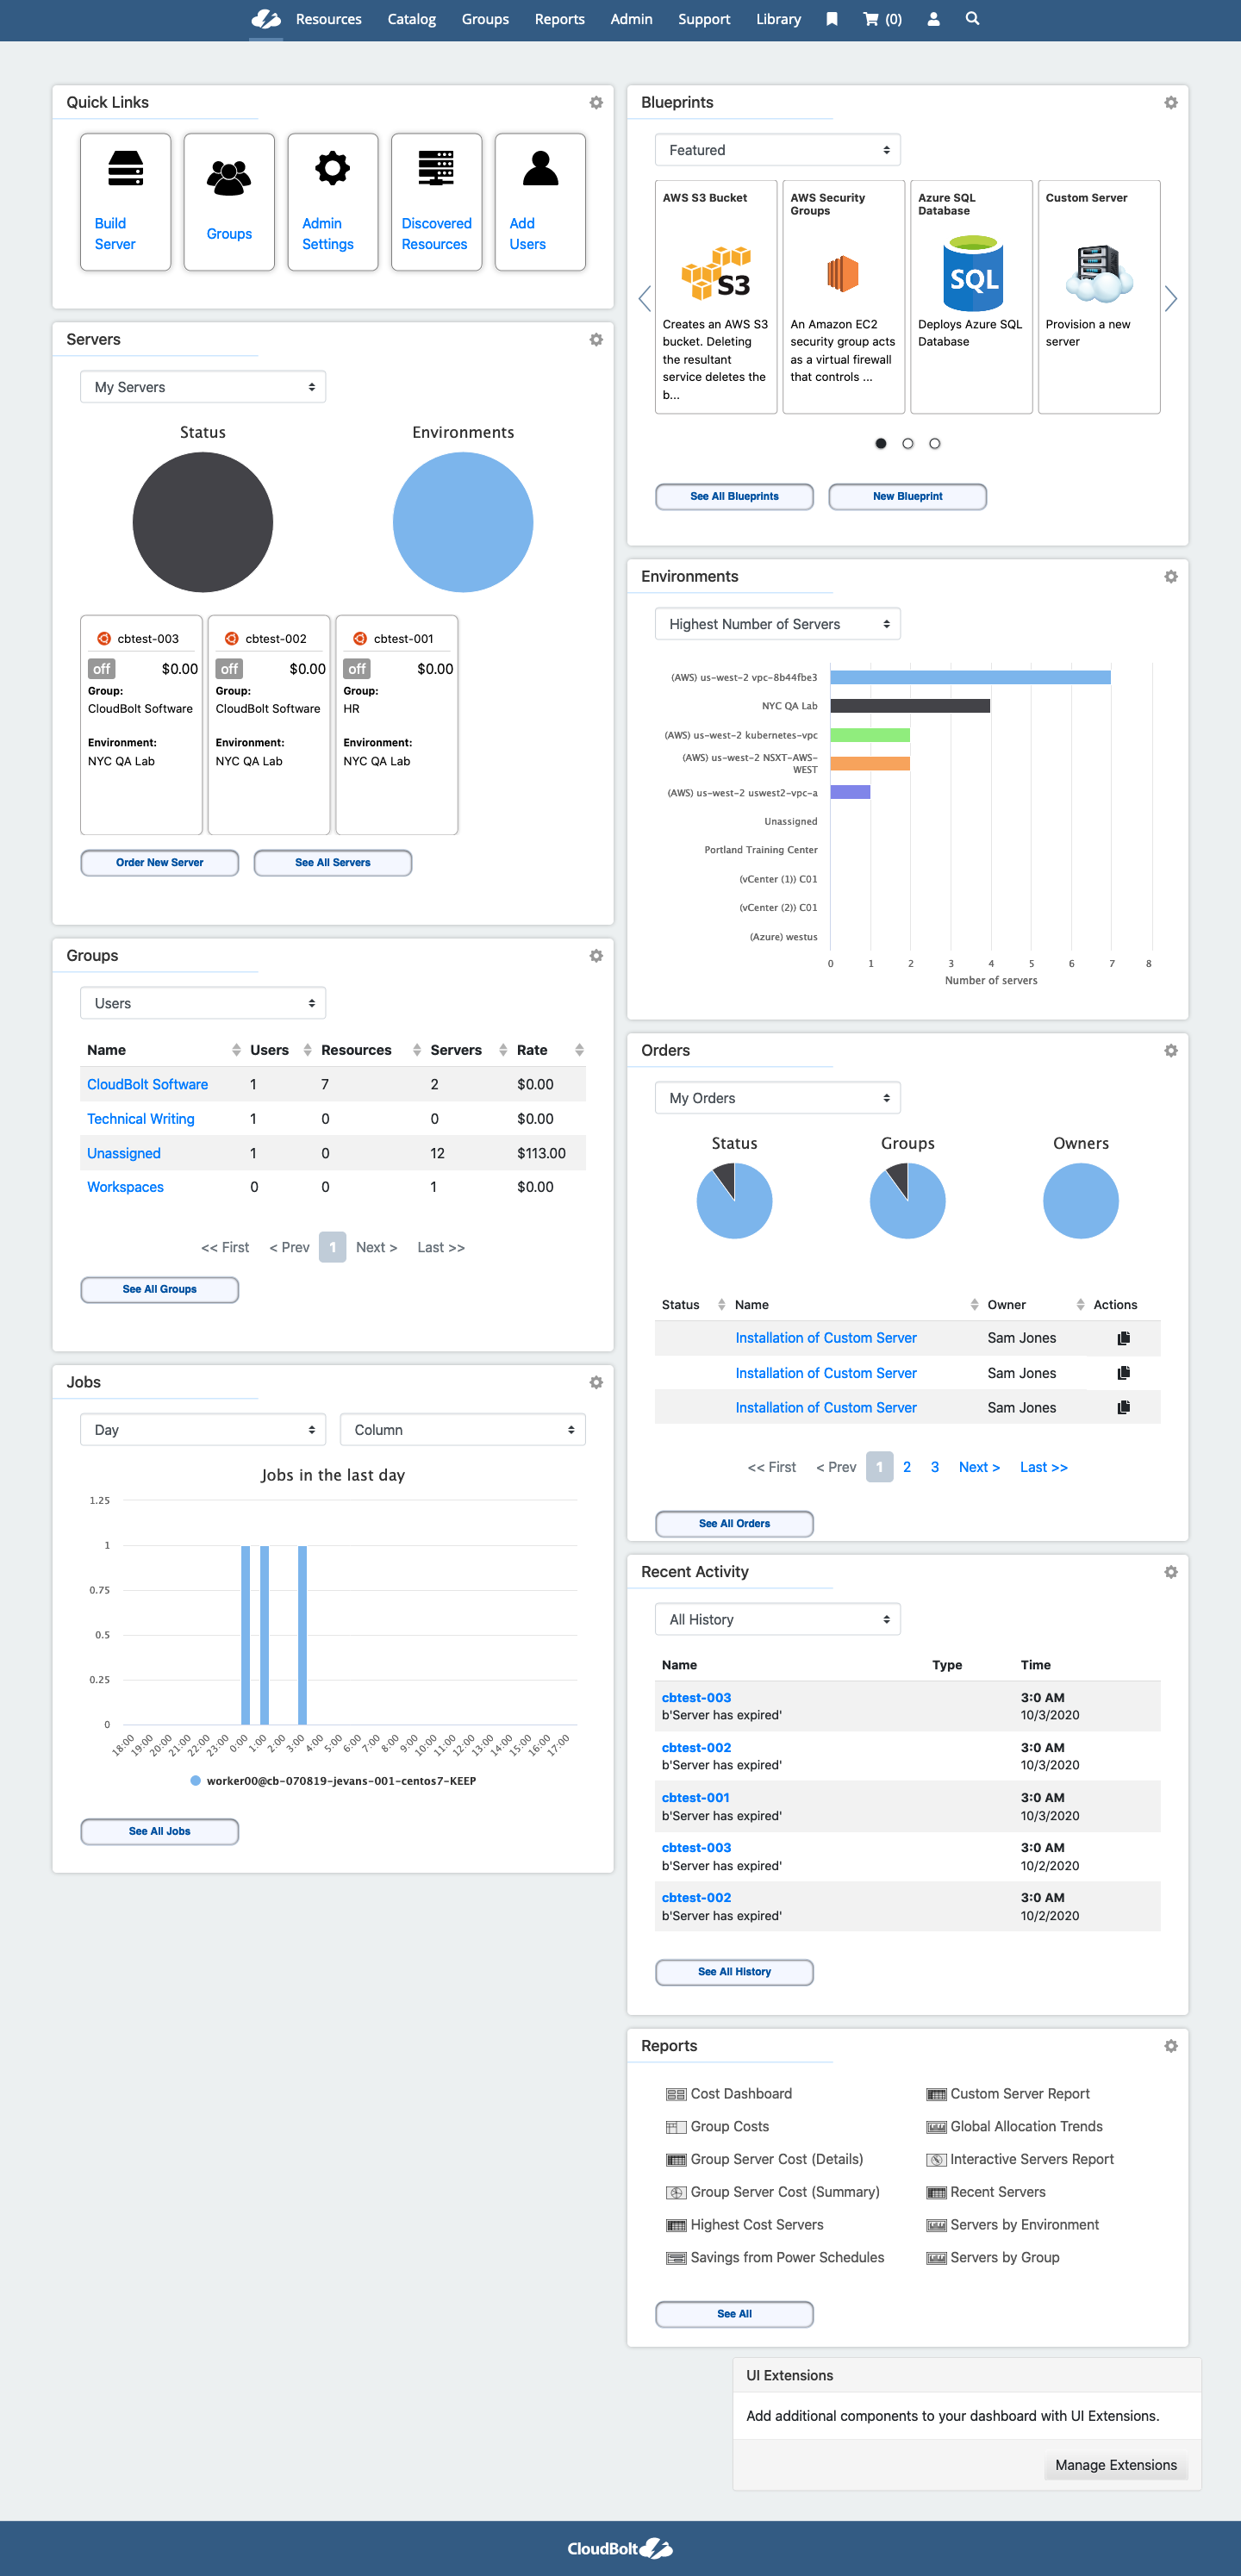 Resources Catalog Groups Reports Admin Support Library (0)
Quick Links
Build
Server
Groups
Admin
Settings
Discovered
Resources
Add
Users
Servers
My Servers
Status Environments
cbtest-003
off $0.00
Group:
CloudBolt Software
Environment:
NYC QA Lab
cbtest-002
off $0.00
Group:
CloudBolt Software
Environment:
NYC QA Lab
cbtest-001
off $0.00
Group:
HR
Environment:
NYC QA Lab
Order New Server See All Servers
Groups
Users
Name Users Resources Servers Rate
CloudBolt Software 1 7 2 $0.00
Technical Writing 1 0 0 $0.00
Unassigned 1 0 12 $113.00
Workspaces 0 0 1 $0.00
<< First < Prev 1 Next > Last >>
See All Groups
Jobs
Day Column
Jobs in the last day
1.25
1
0.75
0.5
0.25
0
18:00 19:00 20:00 21:00 22:00 23:00 0:00 1:00 2:00 3:00 4:00 5:00 6:00 7:00 8:00 9:00 10:00 11:00 12:00 13:00 14:00 15:00 16:00 17:00
worker00@cb-070819-jevans-001-centos7-KEEP
See All Jobs
Blueprints
Featured
AWS S3 Bucket
S3
Creates an AWS S3
bucket. Deleting
the resultant
service deletes the
b...
AWS Security
Groups
An Amazon EC2
security group acts
as a virtual firewall
that controls ...
Azure SQL
Database
SQL
Deploys Azure SQL
Database
Custom Server
Provision a new
server
See All Blueprints New Blueprint
Environments
Highest Number of Servers
(AWS) us-west-2 vpc-8b44fbe3
NYC QA Lab
(AWS) us-west-2 kubernetes-vpc
(AWS) us-west-2 NSXT-AWS-
WEST
(AWS) us-west-2 uswest2-vpc-a
Unassigned
Portland Training Center
(vCenter (1)) C01
(vCenter (2)) C01
(Azure) westus
0 1 2 3 4 5 6 7 8
Number of servers
Orders
My Orders
Status Groups Owners
Status Name Owner Actions
Installation of Custom Server Sam Jones
Installation of Custom Server Sam Jones
Installation of Custom Server Sam Jones
<< First < Prev 1 2 3 Next > Last >>
See All Orders
Recent Activity
All History
Name Type Time
cbtest-003 3:0 AM
b'Server has expired' 10/3/2020
cbtest-002 3:0 AM
b'Server has expired' 10/3/2020
cbtest-001 3:0 AM
b'Server has expired' 10/3/2020
cbtest-003 3:0 AM
b'Server has expired' 10/2/2020
cbtest-002 3:0 AM
b'Server has expired' 10/2/2020
See All History
Reports
Cost Dashboard Custom Server Report
Group Costs Global Allocation Trends
Group Server Cost (Details) Interactive Servers Report
Group Server Cost (Summary) Recent Servers
Highest Cost Servers Servers by Environment
Savings from Power Schedules Servers by Group
See All
UI Extensions
Add additional components to your dashboard with UI Extensions.
Manage Extensions
CloudBolt